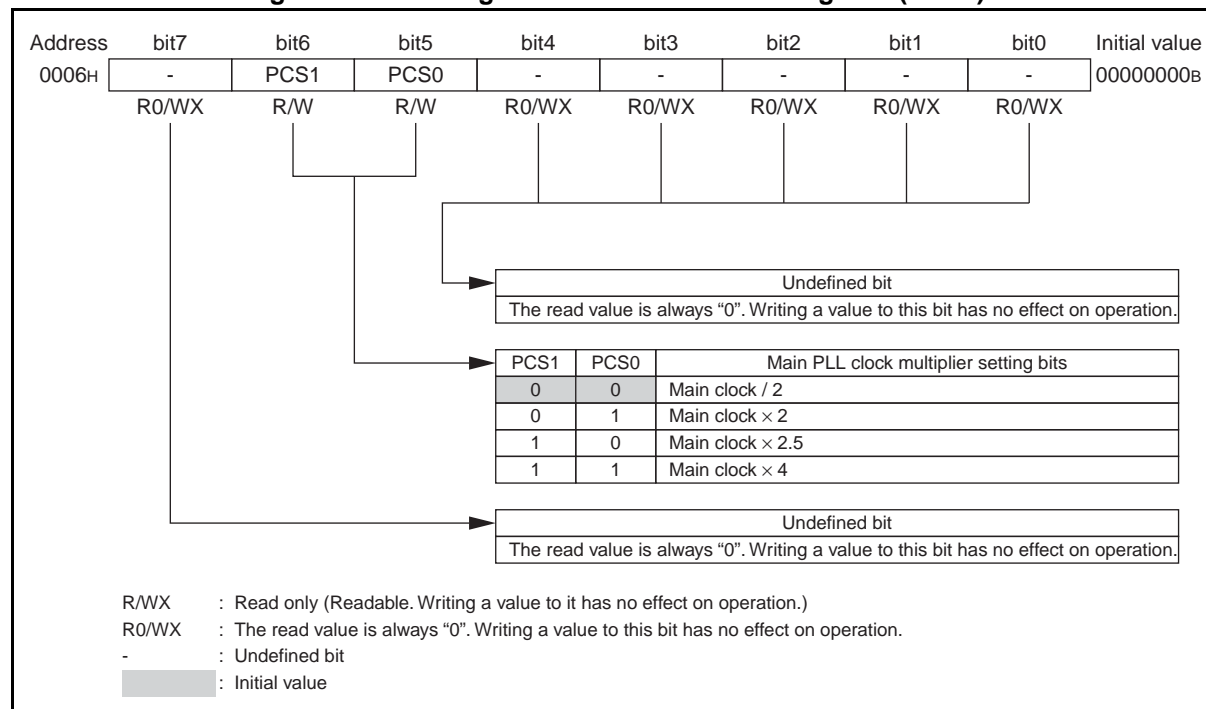 Address bit7 bit6 bit5 bit4 bit3 bit2 bit1 bit0 Initial value
0006H - PCS1 PCS0 - - - - - 00000000B
R0/WX R/W R/W R0/WX R0/WX R0/WX R0/WX R0/WX
Undefined bit
The read value is always “0”. Writing a value to this bit has no effect on operation.
PCS1 PCS0 Main PLL clock multiplier setting bits
0 0 Main clock / 2
0 1 Main clock × 2
1 0 Main clock × 2.5
1 1 Main clock × 4
Undefined bit
The read value is always “0”. Writing a value to this bit has no effect on operation.
R/WX : Read only (Readable. Writing a value to it has no effect on operation.)
R0/WX : The read value is always “0”. Writing a value to this bit has no effect on operation.
- : Undefined bit
: Initial value